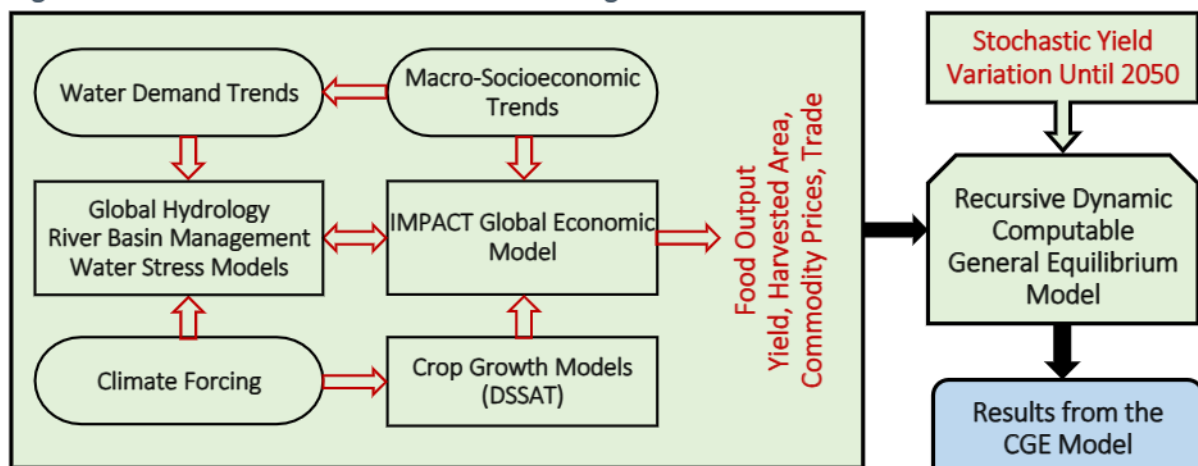 Water Demand Trends
Macro-Socioeconomic
Trends
Global Hydrology
River Basin Management
Water Stress Models
IMPACT Global Economic
Model
Climate Forcing
Crop Growth Models
(DSSAT)
Food Output
Yield, Harvested Area,
Commodity Prices, Trade
Stochastic Yield
Variation Until 2050
Recursive Dynamic
Computable
General Equilibrium
Model
Results from the
CGE Model